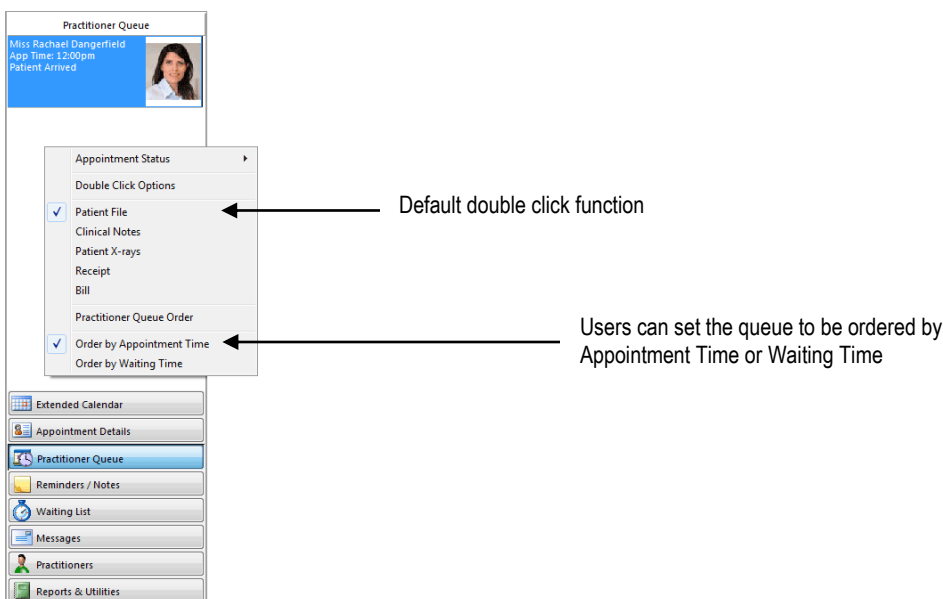 Practitioner Queue
Miss Rachael Dangerfield
App Time: 12:00pm
Patient Arrived
Appointment Status
Double Click Options
Patient File
Default double click function
Clinical Notes
Patient X-rays
Receipt
Bill
Practitioner Queue Order
Order by Appointment Time
Users can set the queue to be ordered by
Appointment Time or Waiting Time
Order by Waiting Time
Extended Calendar
Appointment Details
Practitioner Queue
Reminders / Notes
Waiting List
Messages
Practitioners
Reports & Utilities